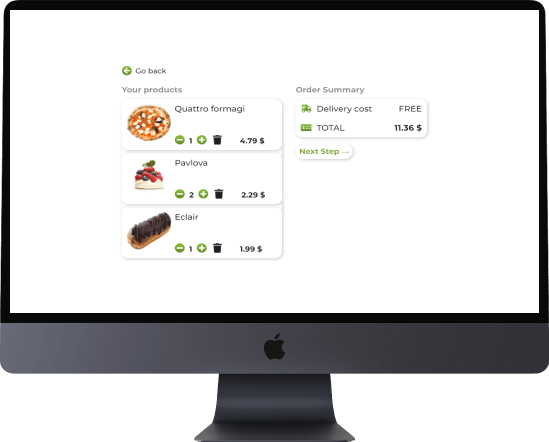 Go back
Your products
Quattro formagi
1 4.79 $
Pavlova
2 2.29 $
Eclair
1 1.99 $
Order Summary
Delivery cost FREE
TOTAL 11.36 $
Next Step →